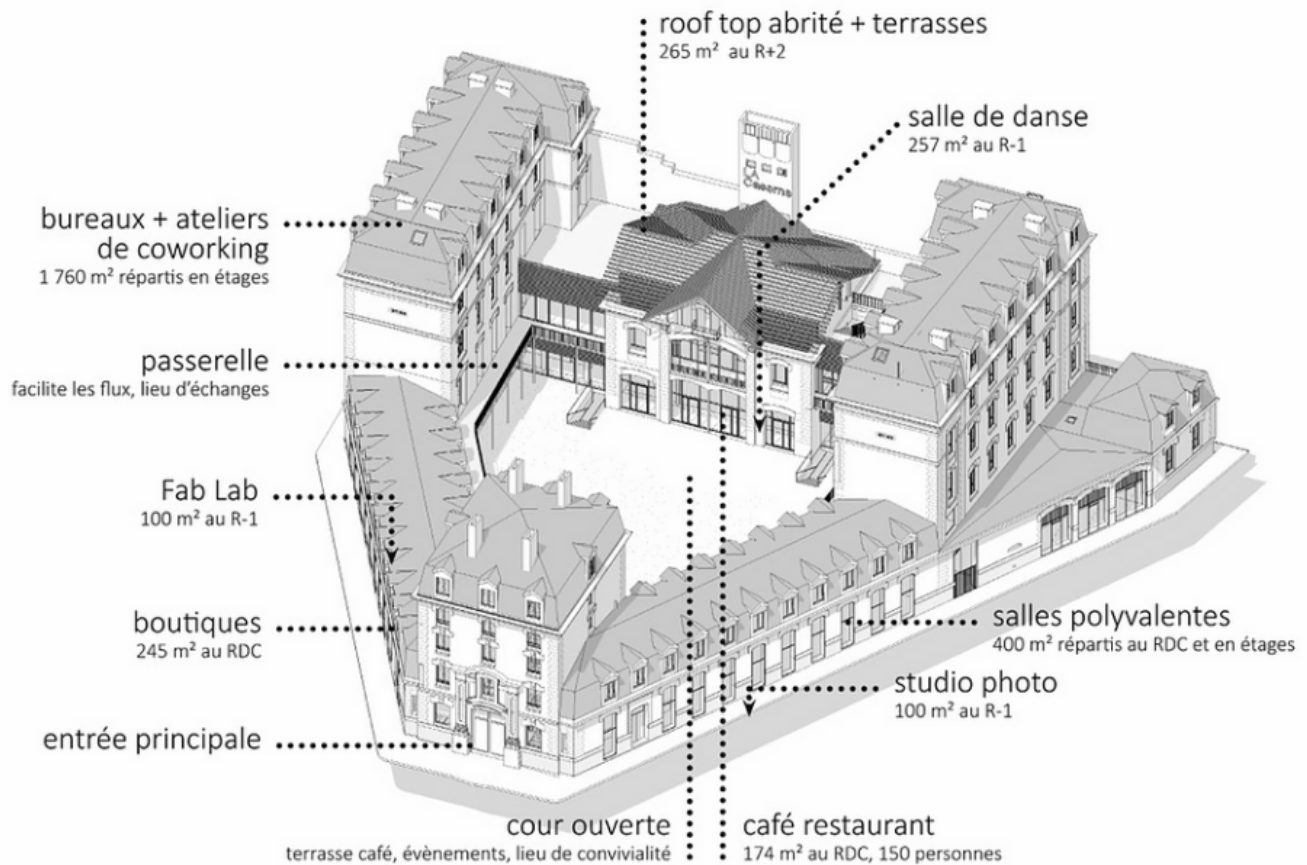 roof top abrité + terrasses
265 m² au R+2
salle de danse
257 m² au R-1
bureaux + ateliers
de coworking
1 760 m² répartis en étages
passerelle
facilite les flux, lieu d'échanges
Fab Lab
100 m² au R-1
boutiques
245 m² au RDC
entrée principale
salles polyvalentes
400 m² répartis au RDC et en étages
studio photo
100 m² au R-1
cour ouverte
terrasse café, évènements, lieu de convivialité
café restaurant
174 m² au RDC, 150 personnes